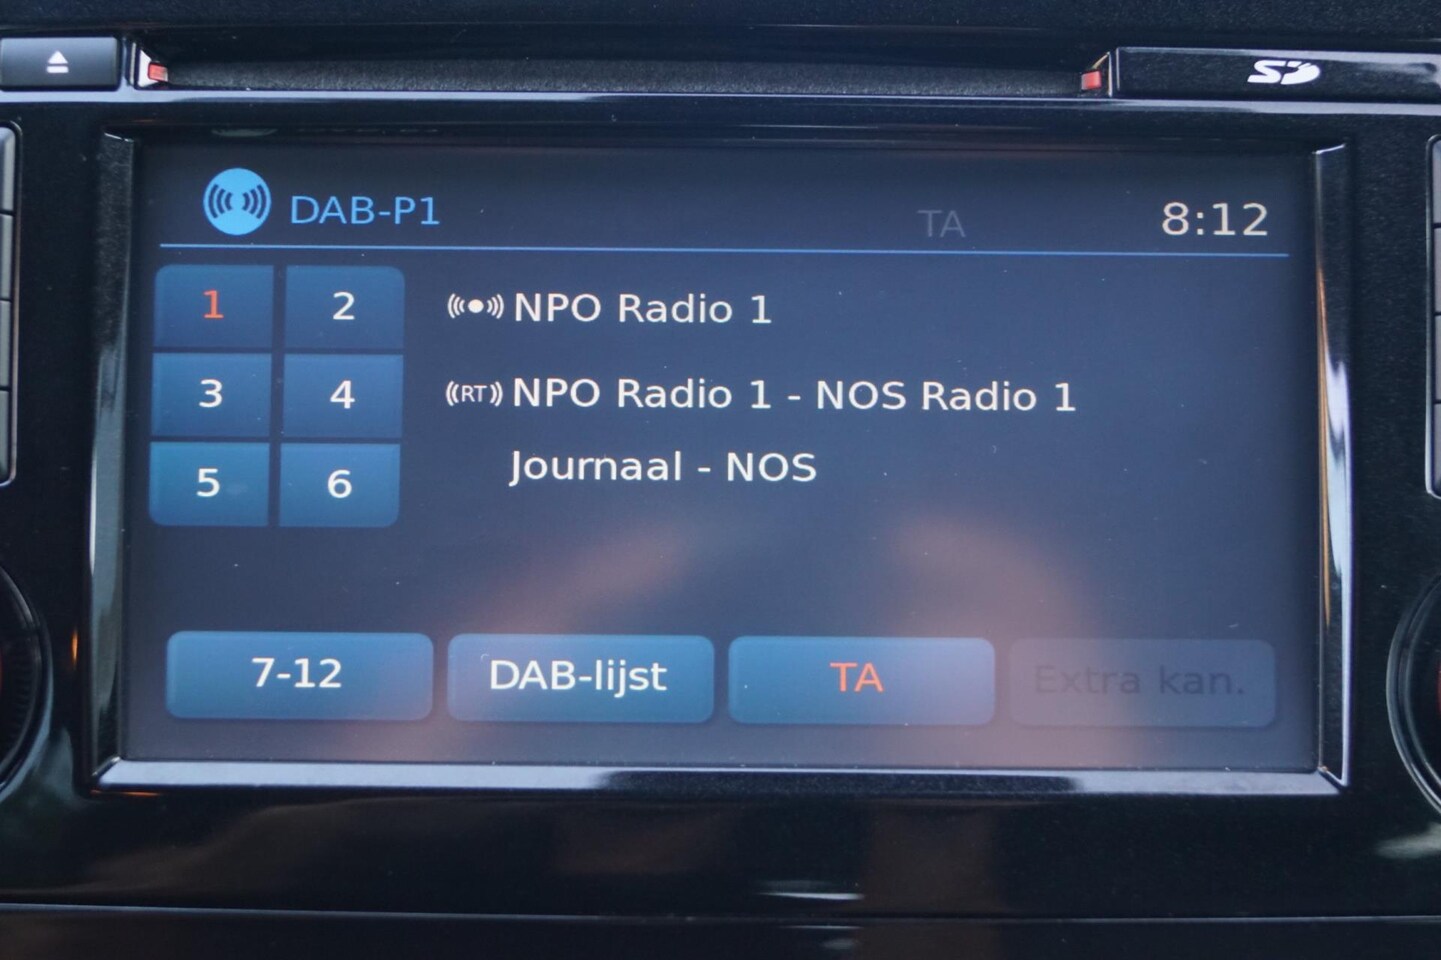 DAB-P1 TA 8:12
1 2 ((•)) NPO Radio 1
3 4 ((RT)) NPO Radio 1 - NOS Radio 1
Journaal - NOS
5 6
7-12 DAB-lijst TA Extra kan.